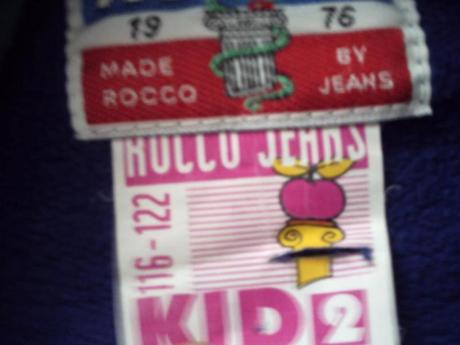 19 76
MADE BY
ROCCO JEANS
ROCCO JEANS
116-122
KID 2